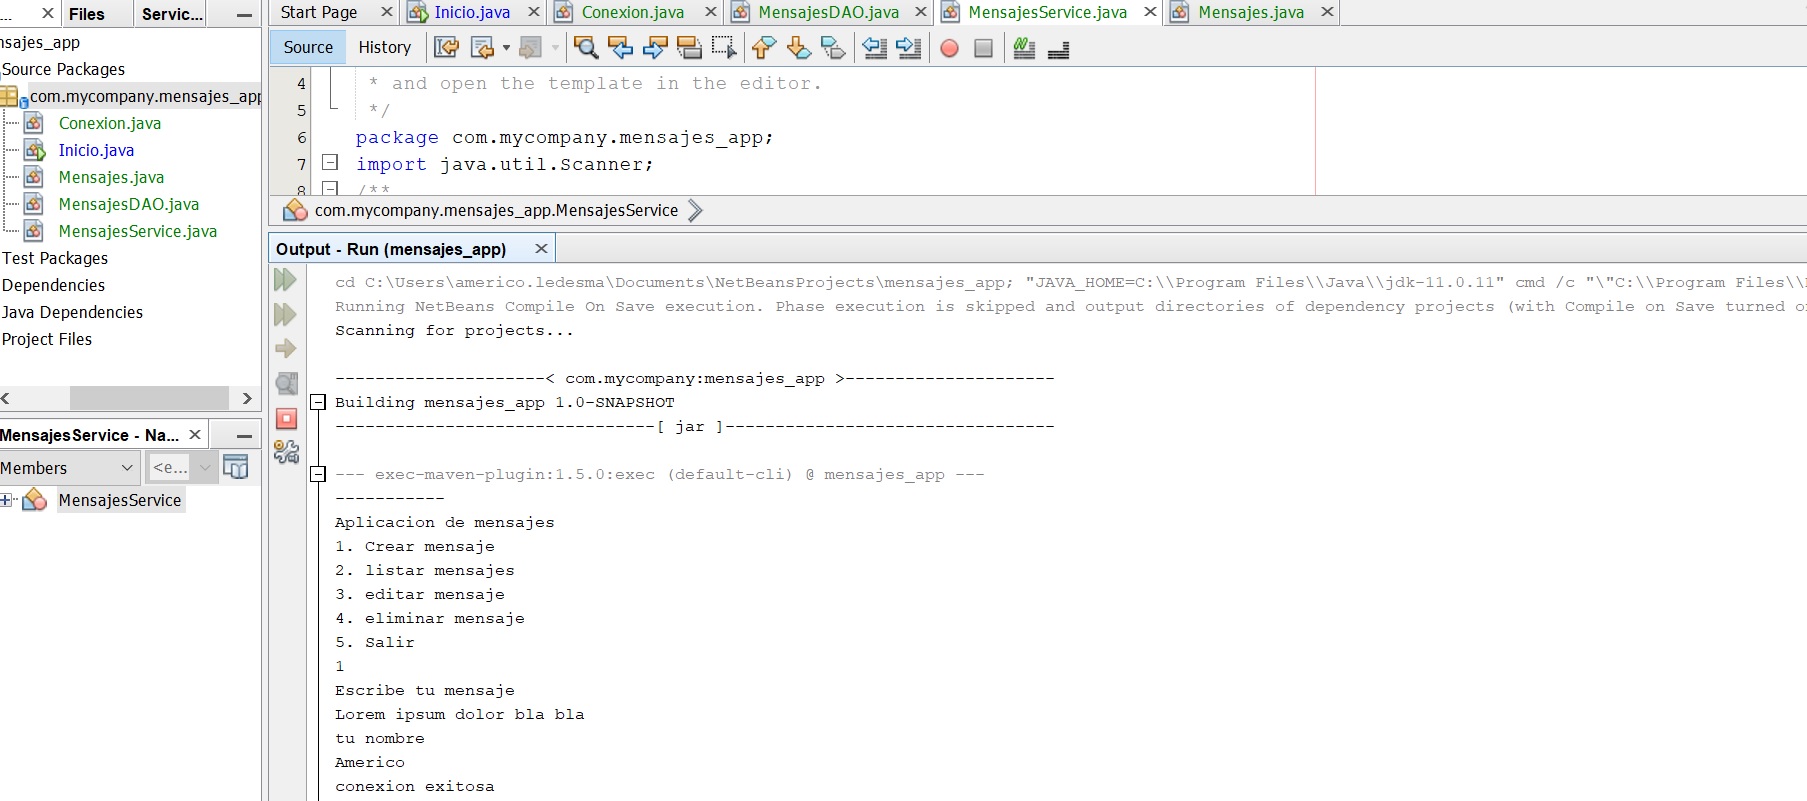 ... Files Servic...
nsajes_app
Source Packages
com.mycompany.mensajes_app
Conexion.java
Inicio.java
Mensajes.java
MensajesDAO.java
MensajesService.java
Test Packages
Dependencies
Java Dependencies
Project Files
MensajesService - Na...
Members <e...
MensajesService
Start Page Inicio.java Conexion.java MensajesDAO.java MensajesService.java Mensajes.java
Source History
4 * and open the template in the editor.
5 */
6 package com.mycompany.mensajes_app;
7 import java.util.Scanner;
8 /**
com.mycompany.mensajes_app.MensajesService
Output - Run (mensajes_app)
cd C:\Users\americo.ledesma\Documents\NetBeansProjects\mensajes_app; "JAVA_HOME=C:\\Program Files\\Java\\jdk-11.0.11" cmd /c "\"C:\\Program Files\\
Running NetBeans Compile On Save execution. Phase execution is skipped and output directories of dependency projects (with Compile on Save turned o
Scanning for projects...
---------------------< com.mycompany:mensajes_app >---------------------
Building mensajes_app 1.0-SNAPSHOT
--------------------------------[ jar ]---------------------------------
--- exec-maven-plugin:1.5.0:exec (default-cli) @ mensajes_app ---
-----------
Aplicacion de mensajes
1. Crear mensaje
2. listar mensajes
3. editar mensaje
4. eliminar mensaje
5. Salir
1
Escribe tu mensaje
Lorem ipsum dolor bla bla
tu nombre
Americo
conexion exitosa